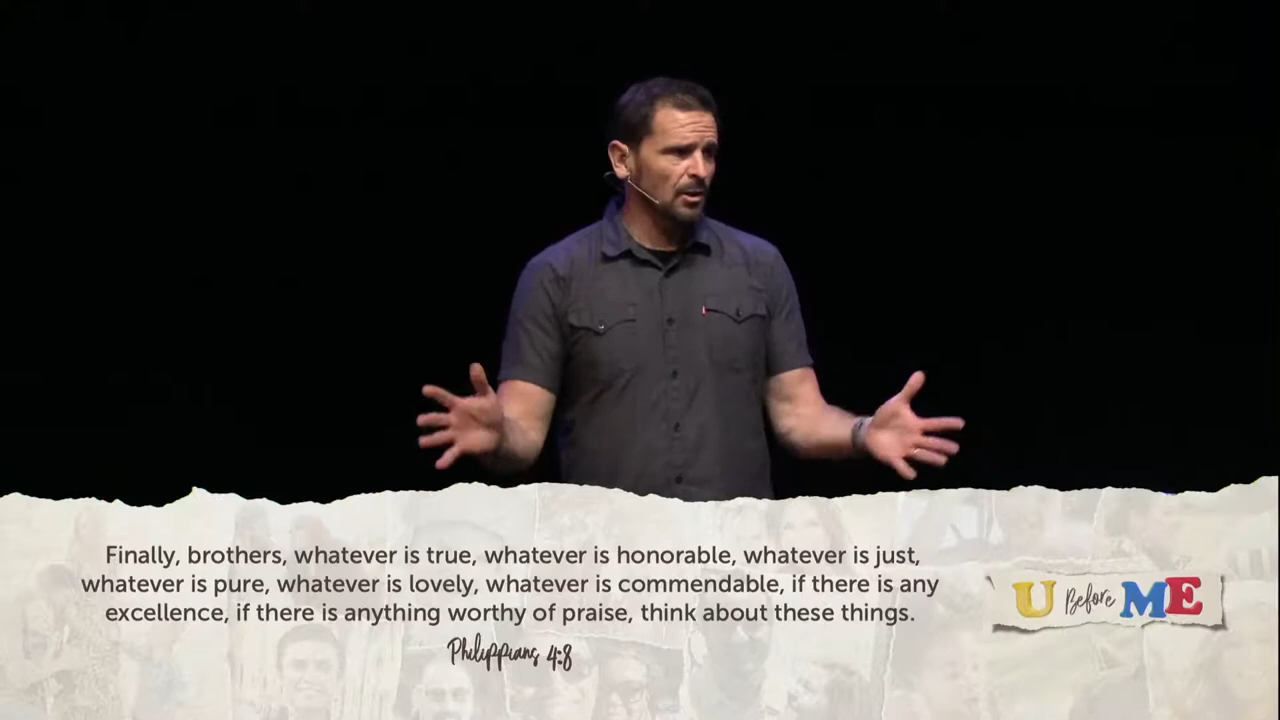 Finally, brothers, whatever is true, whatever is honorable, whatever is just,
whatever is pure, whatever is lovely, whatever is commendable, if there is any
excellence, if there is anything worthy of praise, think about these things.
Philippians 4:8
U Before ME